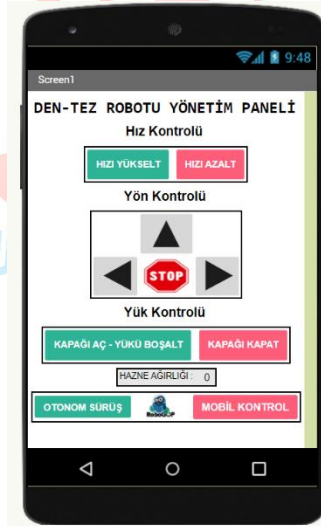 9:48
Screen1
DEN-TEZ ROBOTU YÖNETİM PANELİ
Hız Kontrolü
HIZI YÜKSELT HIZI AZALT
Yön Kontrolü
STOP
Yük Kontrolü
KAPAĞI AÇ - YÜKÜ BOŞALT KAPAĞI KAPAT
HAZNE AĞIRLIĞI : 0
OTONOM SÜRÜŞ MOBİL KONTROL